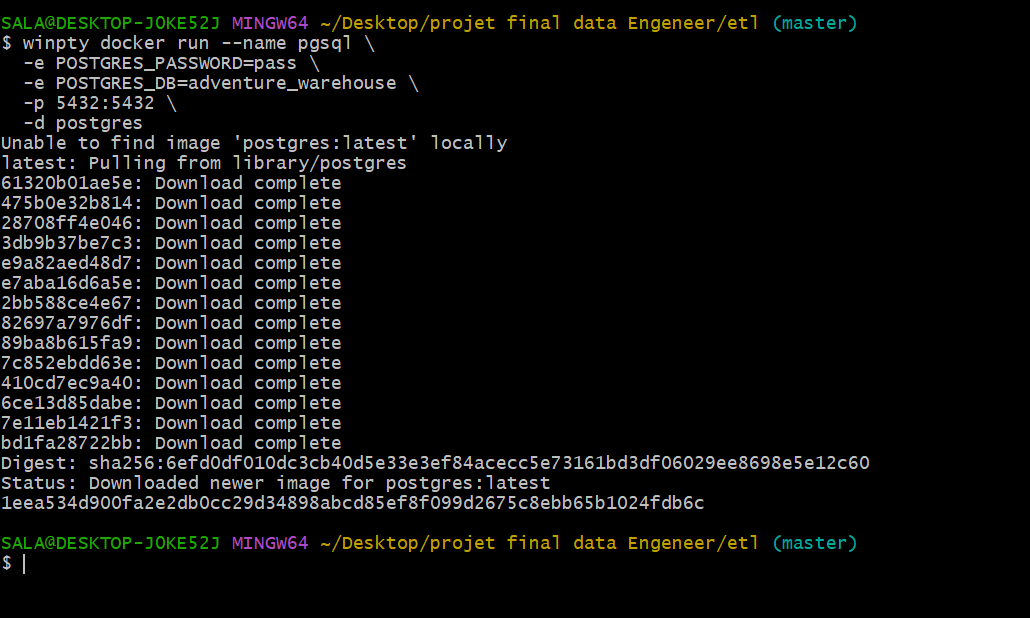 SALA@DESKTOP-J0KE52J MINGW64 ~/Desktop/projet final data Engeneer/etl (master)
$ winpty docker run --name pgsql \
  -e POSTGRES_PASSWORD=pass \
  -e POSTGRES_DB=adventure_warehouse \
  -p 5432:5432 \
  -d postgres
Unable to find image 'postgres:latest' locally
latest: Pulling from library/postgres
61320b01ae5e: Download complete
475b0e32b814: Download complete
28708ff4e046: Download complete
3db9b37be7c3: Download complete
e9a82aed48d7: Download complete
e7aba16d6a5e: Download complete
2bb588ce4e67: Download complete
82697a7976df: Download complete
89ba8b615fa9: Download complete
7c852ebdd63e: Download complete
410cd7ec9a40: Download complete
6ce13d85dabe: Download complete
7e11eb1421f3: Download complete
bd1fa28722bb: Download complete
Digest: sha256:6efd0df010dc3cb40d5e33e3ef84acecc5e73161bd3df06029ee8698e5e12c60
Status: Downloaded newer image for postgres:latest
1eea534d900fa2e2db0cc29d34898abcd85ef8f099d2675c8ebb65b1024fdb6c
SALA@DESKTOP-J0KE52J MINGW64 ~/Desktop/projet final data Engeneer/etl (master)
$